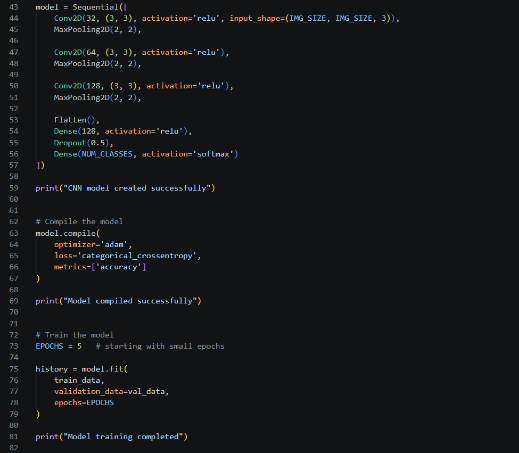 43 model = Sequential([
44     Conv2D(32, (3, 3), activation='relu', input_shape=(IMG_SIZE, IMG_SIZE, 3)),
45     MaxPooling2D(2, 2),
46
47     Conv2D(64, (3, 3), activation='relu'),
48     MaxPooling2D(2, 2),
49
50     Conv2D(128, (3, 3), activation='relu'),
51     MaxPooling2D(2, 2),
52
53     Flatten(),
54     Dense(128, activation='relu'),
55     Dropout(0.5),
56     Dense(NUM_CLASSES, activation='softmax')
57 ])
58
59 print("CNN model created successfully")
60
61
62 # Compile the model
63 model.compile(
64     optimizer='adam',
65     loss='categorical_crossentropy',
66     metrics=['accuracy']
67 )
68
69 print("Model compiled successfully")
70
71
72 # Train the model
73 EPOCHS = 5   # starting with small epochs
74
75 history = model.fit(
76     train_data,
77     validation_data=val_data,
78     epochs=EPOCHS
79 )
80
81 print("Model training completed")
82